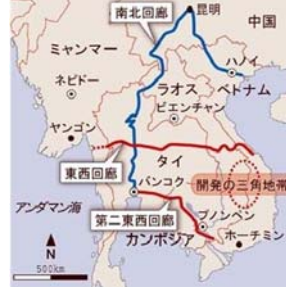 南北回廊
昆明
中国
ミャンマー
ハノイ
ラオス
ベトナム
ネピドー
ビエンチャン
ヤンゴン
東西回廊
タイ
バンコク
開発の三角地帯
アンダマン海
第二東西回廊
プノンペン
カンボジア
ホーチミン
N
500km